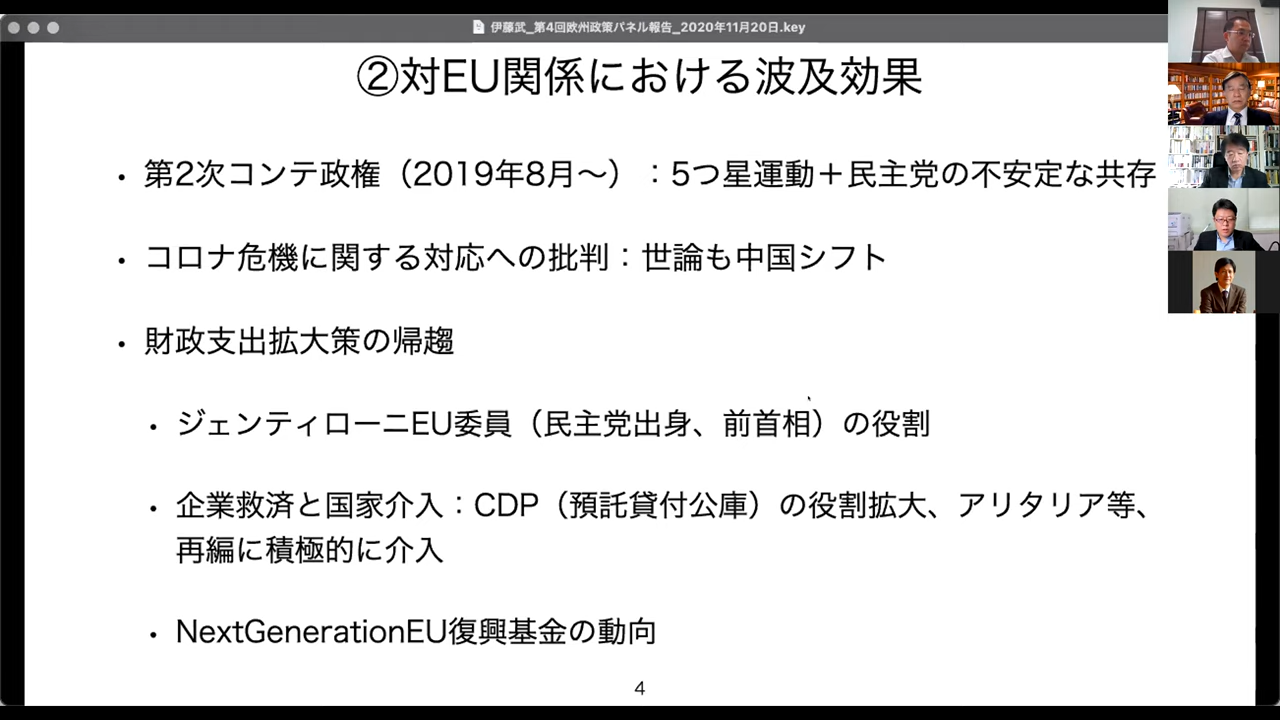 伊藤武_第4回欧州政策パネル報告_2020年11月20日.key
②対EU関係における波及効果
・第2次コンテ政権（2019年8月〜）：5つ星運動＋民主党の不安定な共存
・コロナ危機に関する対応への批判：世論も中国シフト
・財政支出拡大策の帰趨
・ジェンティローニEU委員（民主党出身、前首相）の役割
・企業救済と国家介入：CDP（預託貸付公庫）の役割拡大、アリタリア等、
再編に積極的に介入
・NextGenerationEU復興基金の動向
4